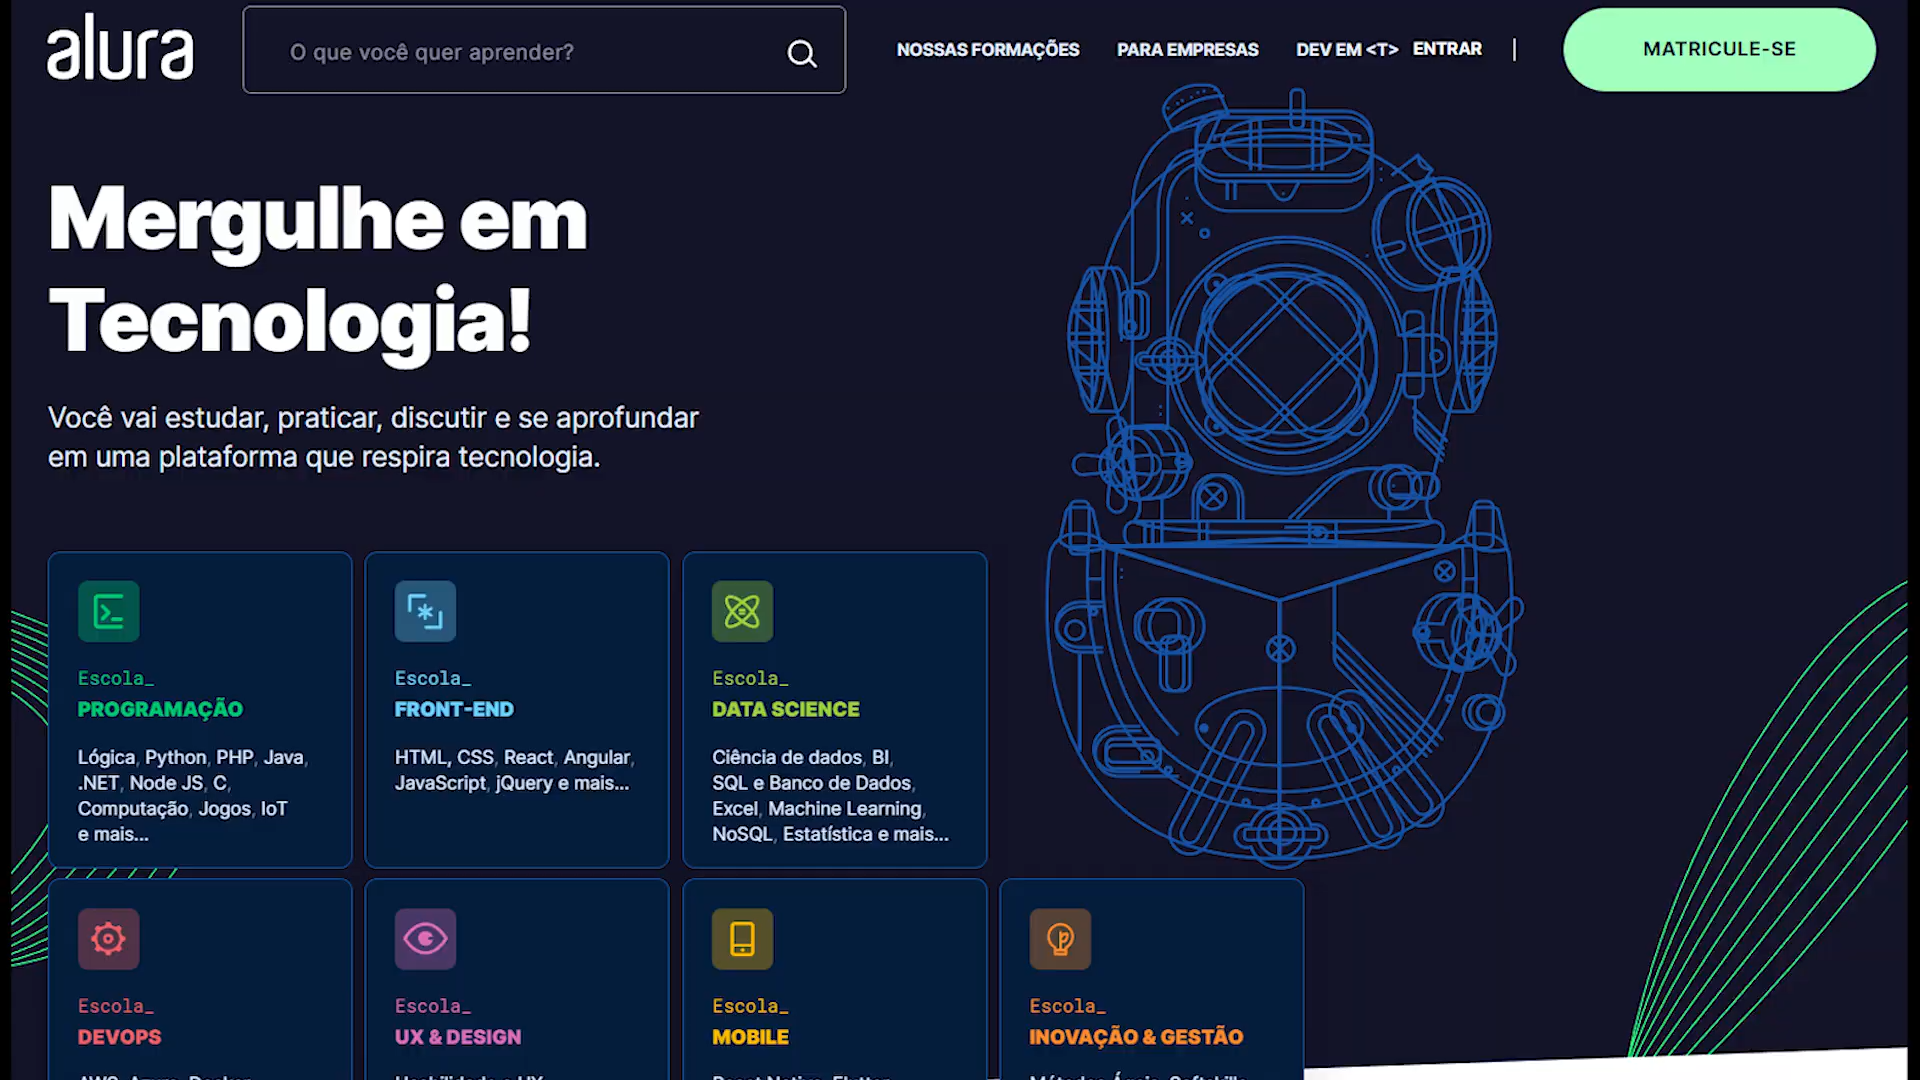 alura
O que você quer aprender?
NOSSAS FORMAÇÕES
PARA EMPRESAS
DEV EM <T>
ENTRAR
|
MATRICULE-SE
Mergulhe em
Tecnologia!
Você vai estudar, praticar, discutir e se aprofundar
em uma plataforma que respira tecnologia.
Escola_
PROGRAMAÇÃO
Lógica, Python, PHP, Java,
.NET, Node JS, C,
Computação, Jogos, IoT
e mais...
Escola_
FRONT-END
HTML, CSS, React, Angular,
JavaScript, jQuery e mais...
Escola_
DATA SCIENCE
Ciência de dados, BI,
SQL e Banco de Dados,
Excel, Machine Learning,
NoSQL, Estatística e mais...
Escola_
DEVOPS
Escola_
UX & DESIGN
Escola_
MOBILE
Escola_
INOVAÇÃO & GESTÃO